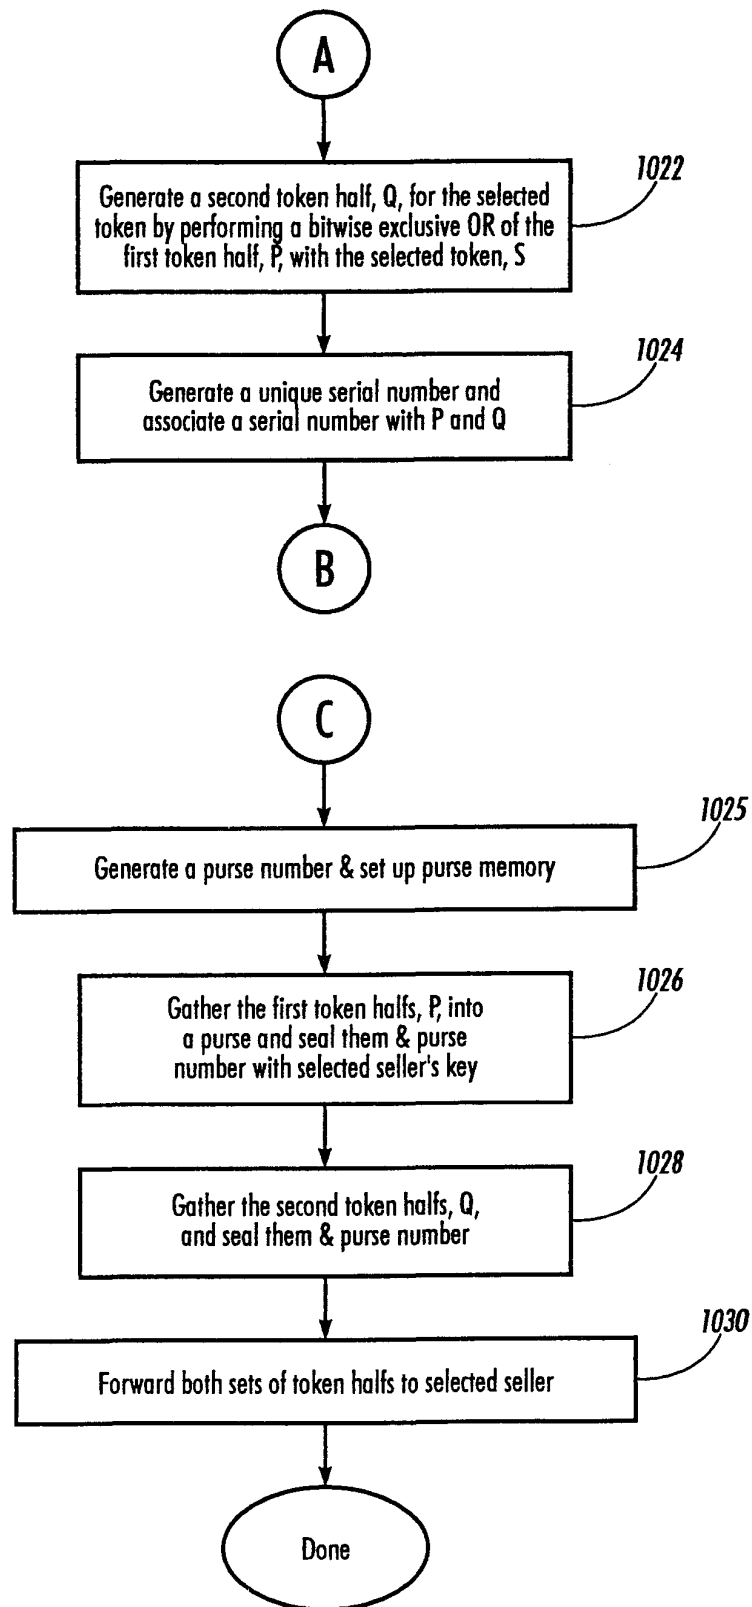 A
1022
Generate a second token half, Q, for the selected
token by performing a bitwise exclusive OR of the
first token half, P, with the selected token, S
1024
Generate a unique serial number and
associate a serial number with P and Q
B
C
1025
Generate a purse number & set up purse memory
1026
Gather the first token halfs, P, into
a purse and seal them & purse
number with selected seller's key
1028
Gather the second token halfs, Q,
and seal them & purse number
1030
Forward both sets of token halfs to selected seller
Done